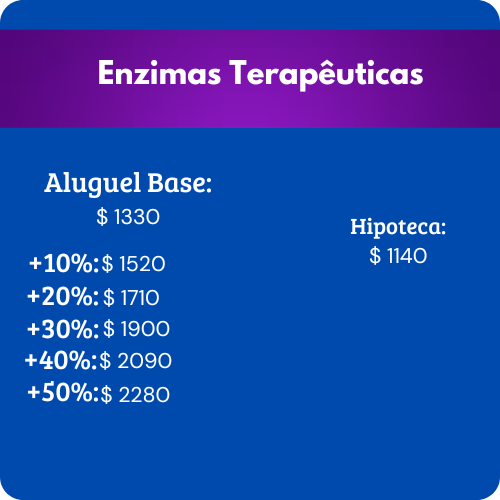 Enzimas Terapêuticas
Aluguel Base:
$ 1330
+10%: $ 1520
+20%: $ 1710
+30%: $ 1900
+40%: $ 2090
+50%: $ 2280
Hipoteca:
$ 1140